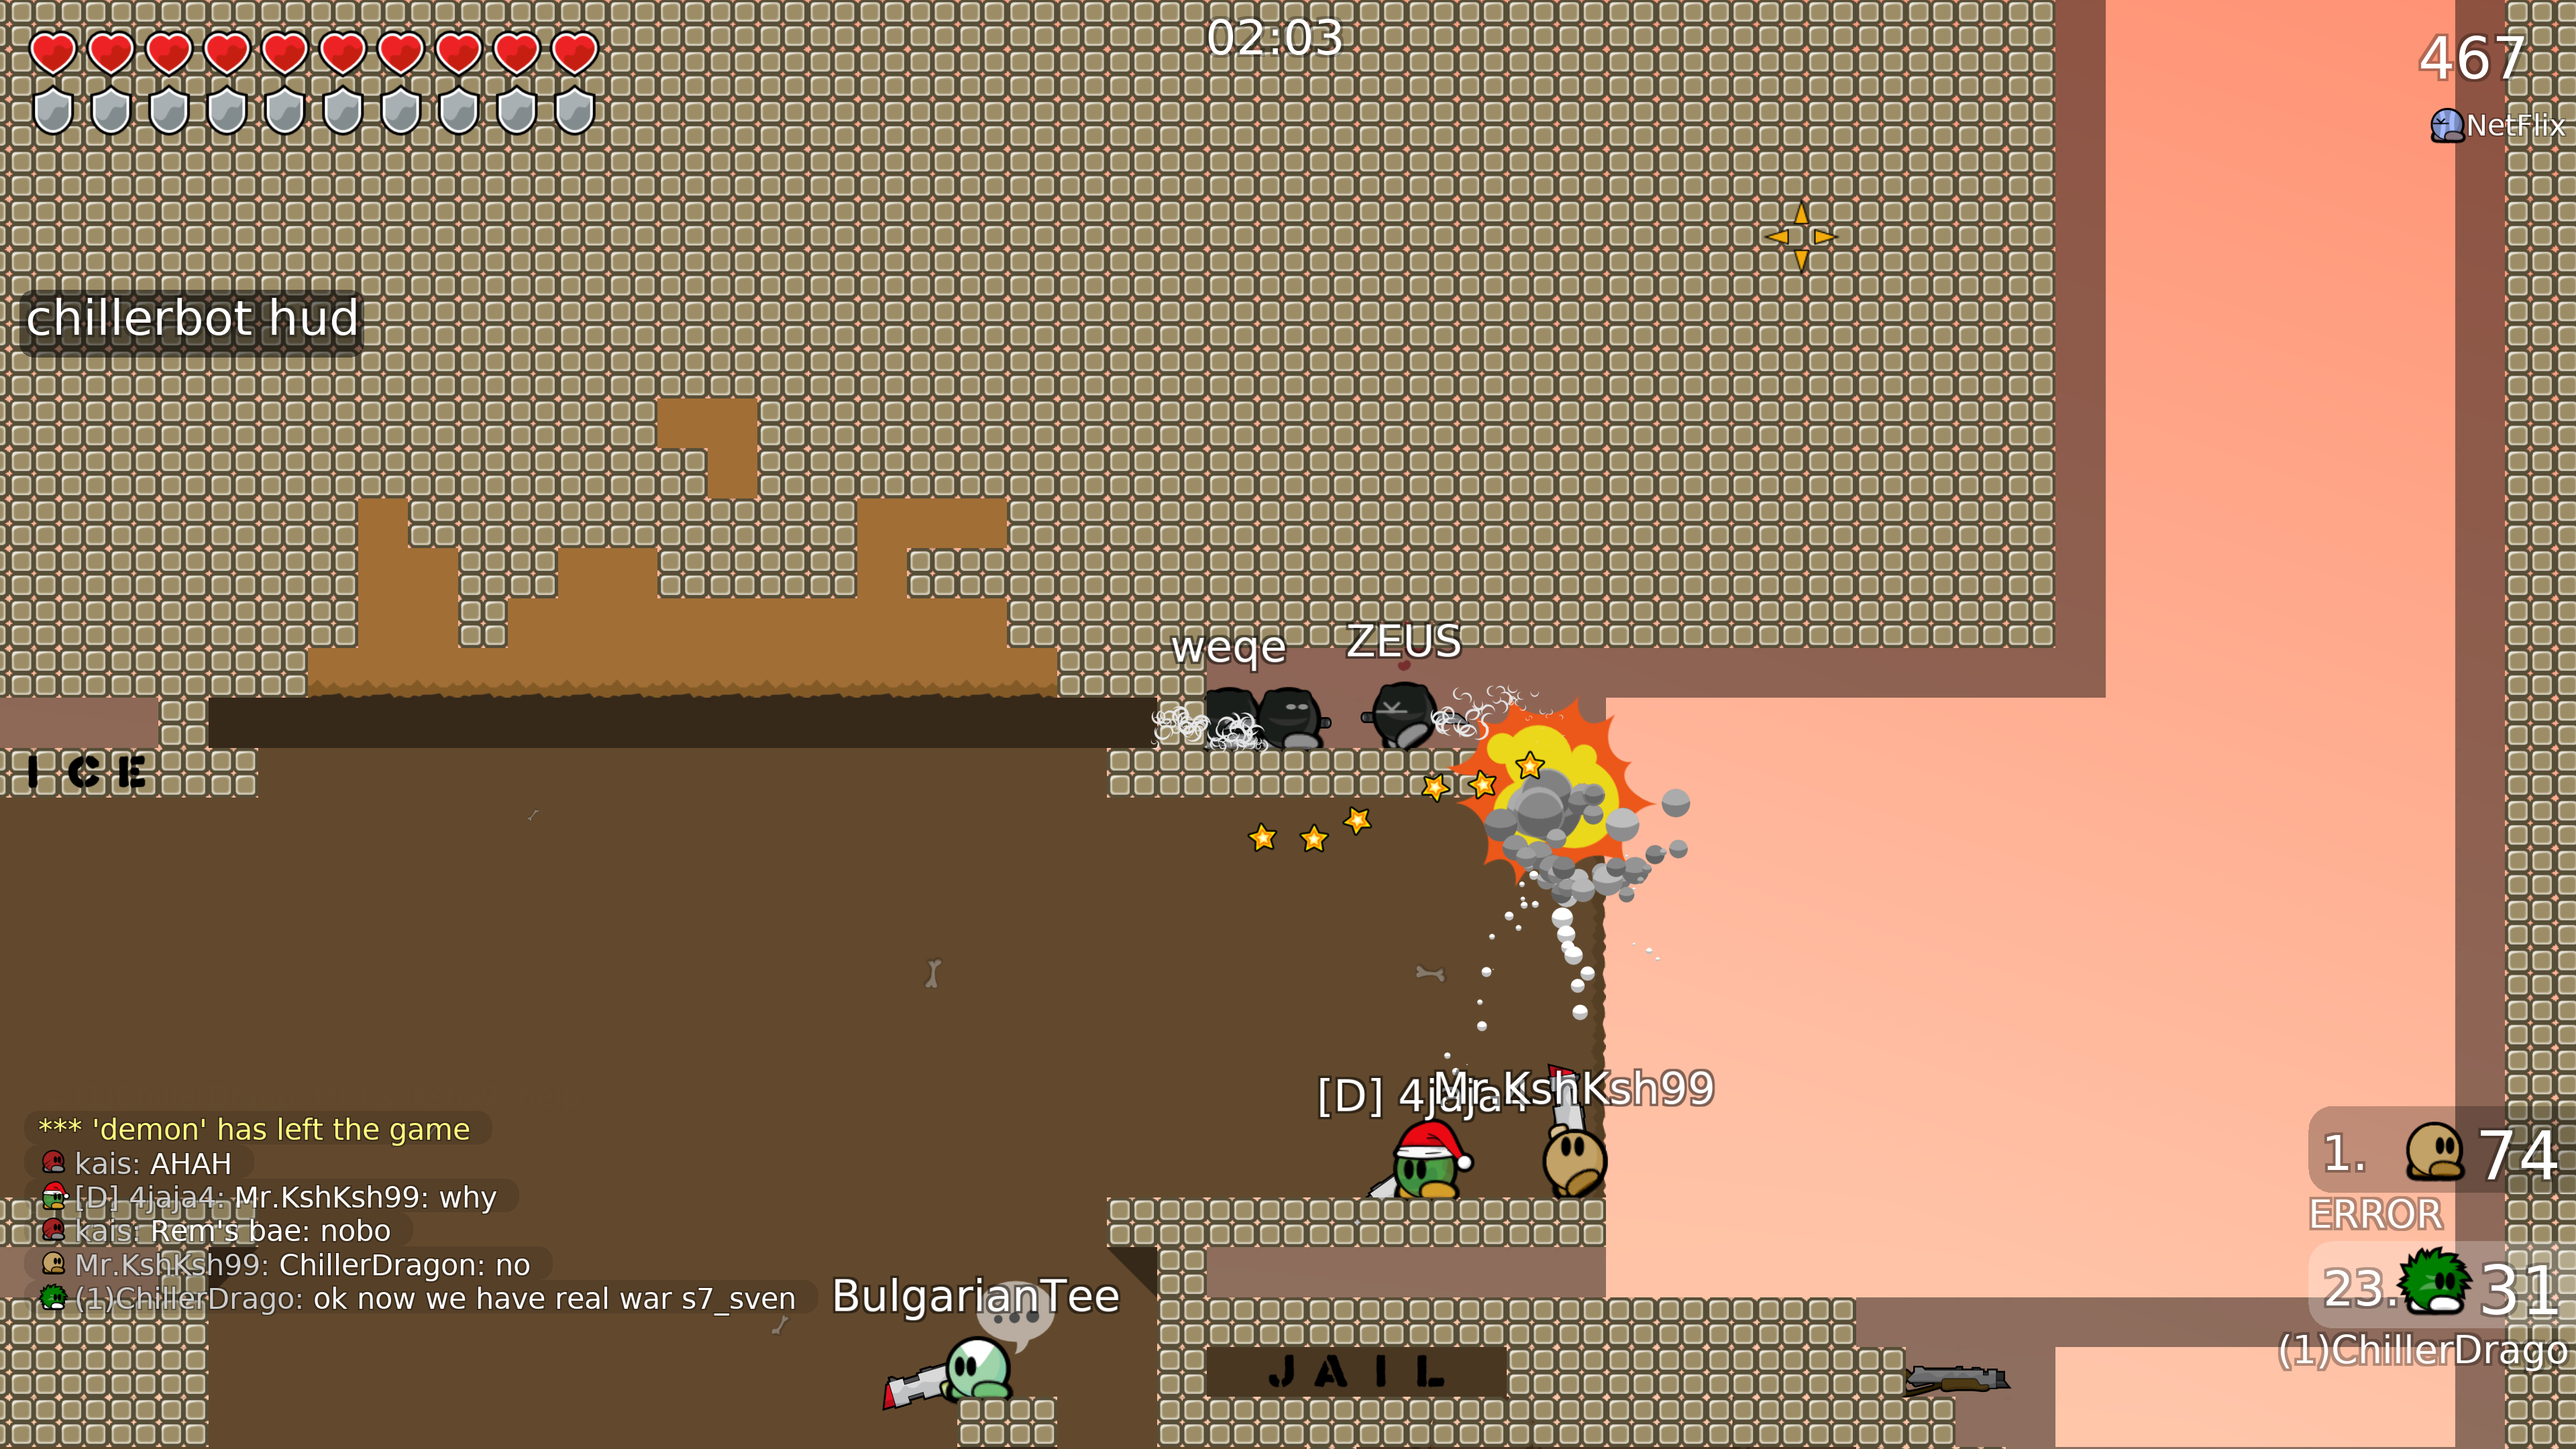 02:03
467
NetFlix
chillerbot hud
weqe
ZEUS
I C E
[D] 4jaja4
Mr.KshKsh99
*** 'demon' has left the game
kais: AHAH
[D] 4jaja4: Mr.KshKsh99: why
kais: Rem's bae: nobo
Mr.KshKsh99: ChillerDragon: no
(1)ChillerDrago: ok now we have real war s7_sven
BulgarianTee
1. 74
ERROR
23. 31
(1)ChillerDrago
J A I L